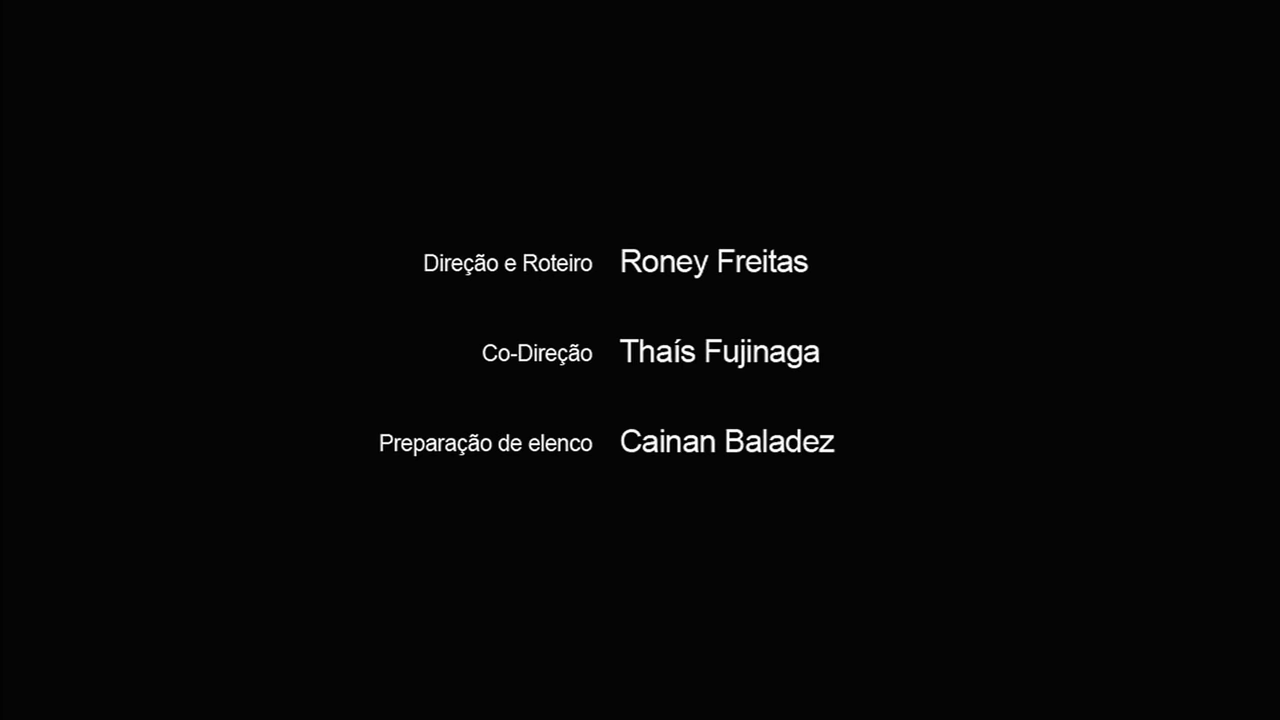 Direção e Roteiro Roney Freitas
Co-Direção Thaís Fujinaga
Preparação de elenco Cainan Baladez